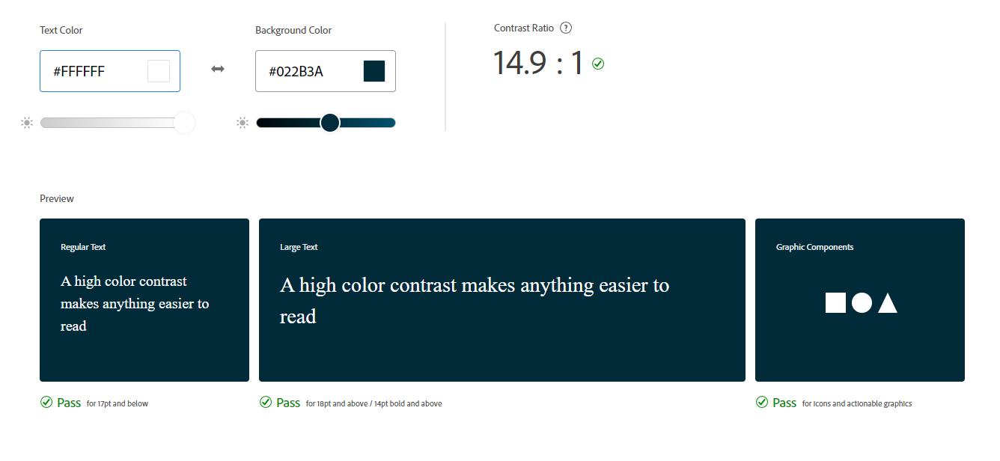 Text Color
Background Color
Contrast Ratio ?
#FFFFFF
#022B3A
14.9 : 1
Preview
Regular Text
A high color contrast
makes anything easier to
read
Large Text
A high color contrast makes anything easier to
read
Graphic Components
Pass for 17pt and below
Pass for 18pt and above / 14pt bold and above
Pass for icons and actionable graphics